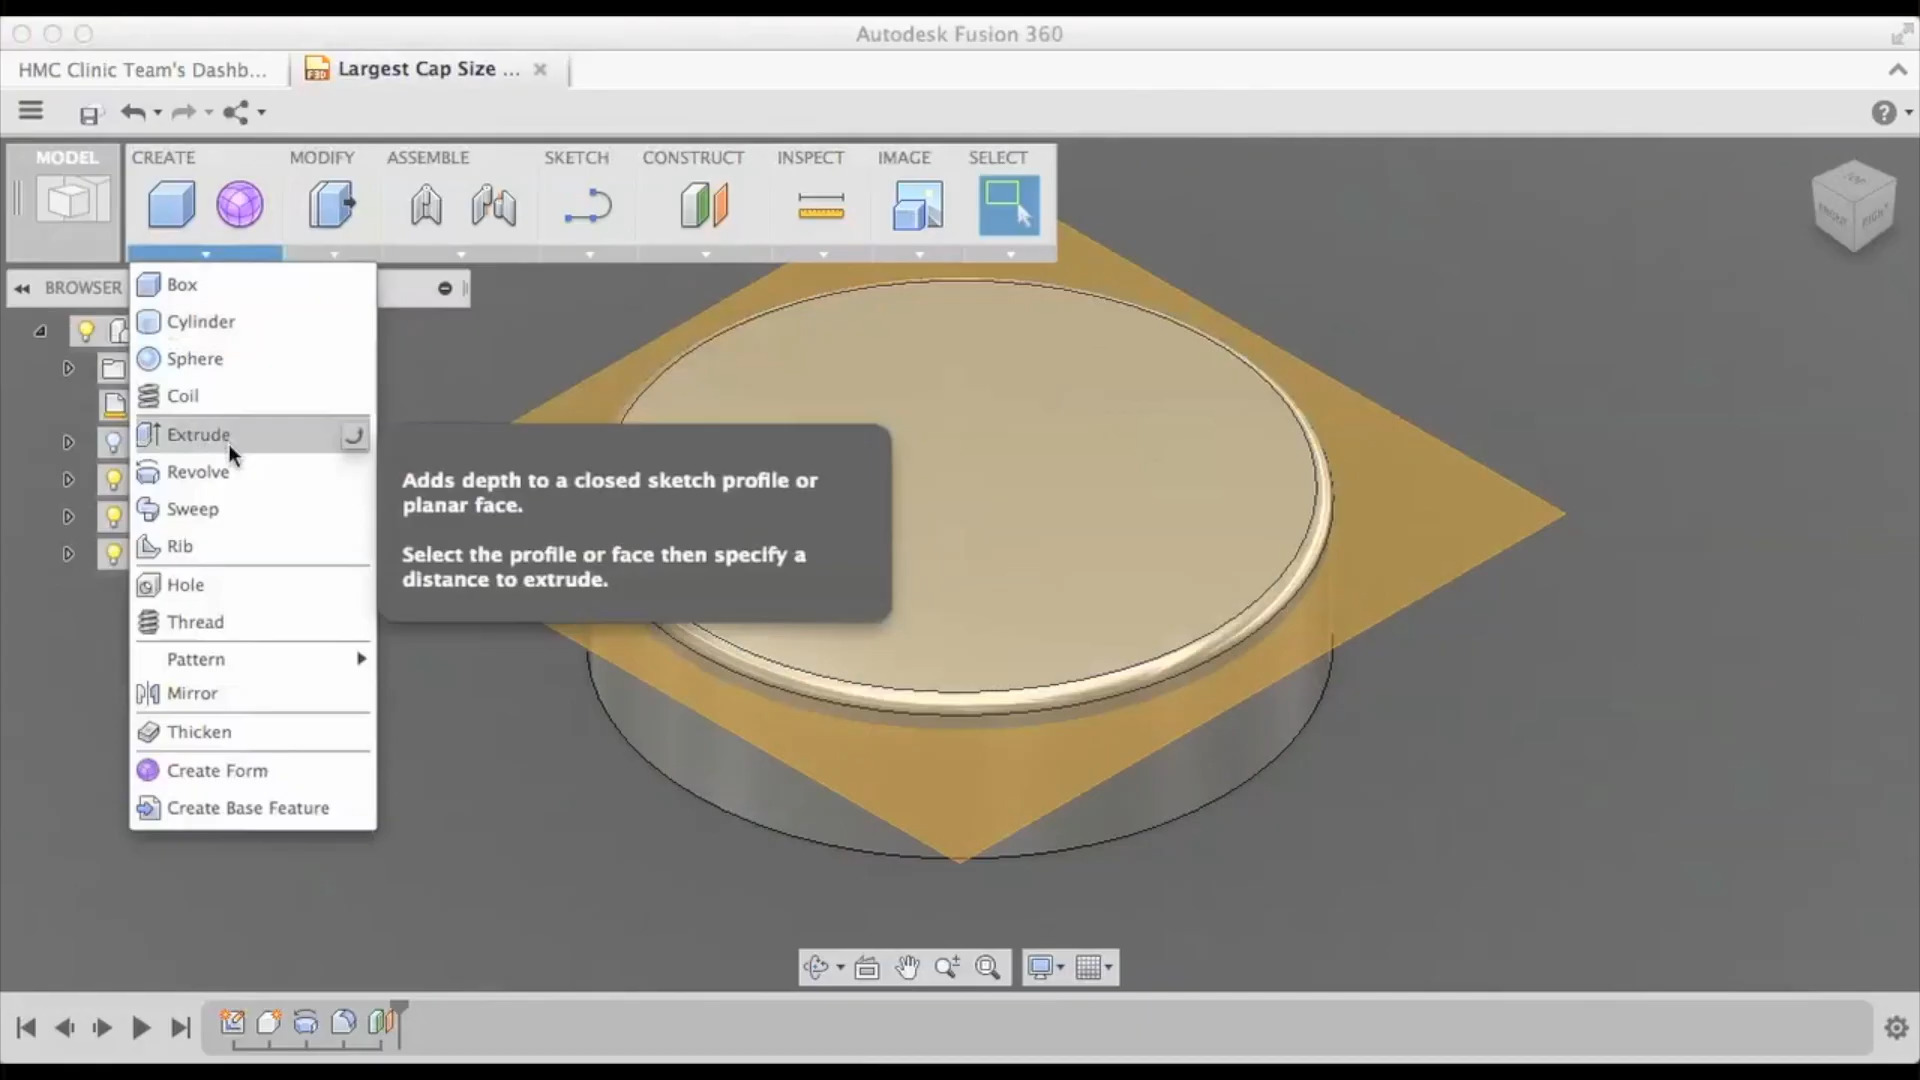 Autodesk Fusion 360
HMC Clinic Team's Dashb...
Largest Cap Size ...
MODEL
CREATE
MODIFY
ASSEMBLE
SKETCH
CONSTRUCT
INSPECT
IMAGE
SELECT
TOP
FRONT
RIGHT
BROWSER
Box
Cylinder
Sphere
Coil
Extrude
Revolve
Sweep
Rib
Hole
Thread
Pattern
Mirror
Thicken
Create Form
Create Base Feature
Adds depth to a closed sketch profile or
planar face.
Select the profile or face then specify a
distance to extrude.